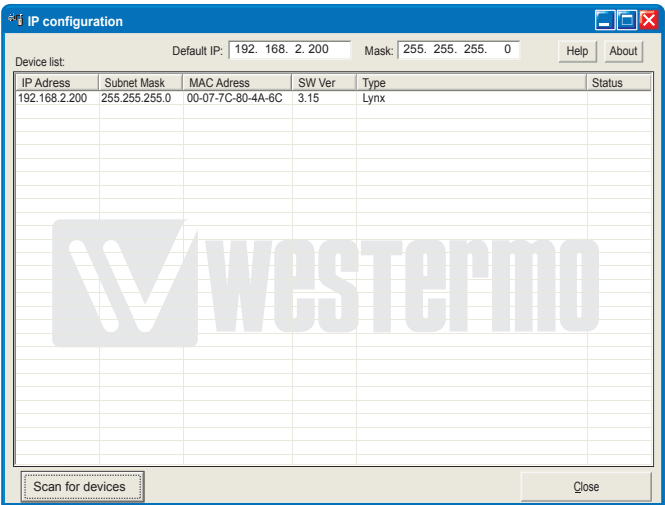 IP configuration
Default IP: 192. 168. 2. 200 Mask: 255. 255. 255. 0 Help About
Device list:
IP Adress Subnet Mask MAC Adress SW Ver Type Status
192.168.2.200 255.255.255.0 00-07-7C-80-4A-6C 3.15 Lynx
westermo
Scan for devices Close